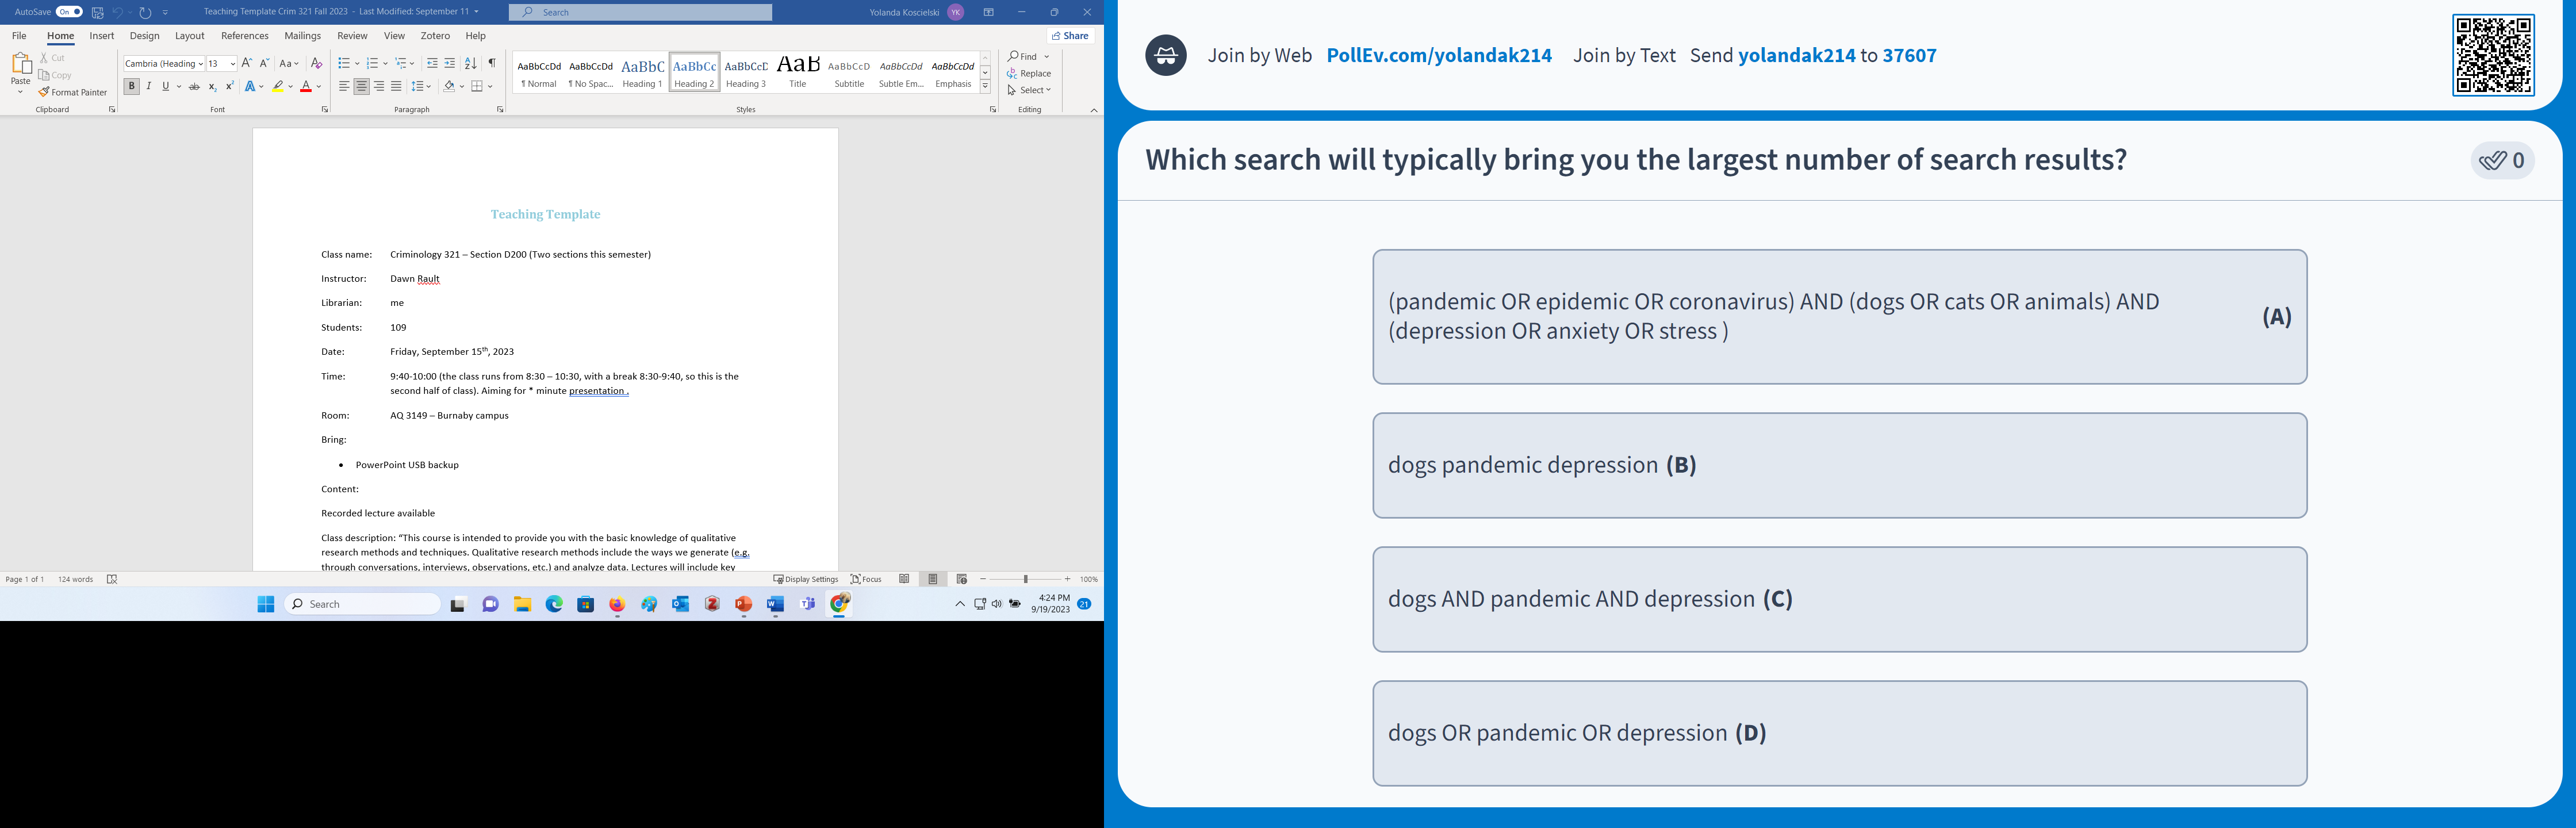 AutoSave On Teaching Template Crim 321 Fall 2023 - Last Modified: September 11 Search Yolanda Koscielski YK
File Home Insert Design Layout References Mailings Review View Zotero Help Share
Paste Cut Copy Format Painter
Cambria (Heading 13
¶ Normal ¶ No Spac... Heading 1 Heading 2 Heading 3 Title Subtitle Subtle Em... Emphasis
Find Replace Select
Clipboard Font Paragraph Styles Editing
Teaching Template
Class name: Criminology 321 – Section D200 (Two sections this semester)
Instructor: Dawn Rault
Librarian: me
Students: 109
Date: Friday, September 15th, 2023
Time: 9:40-10:00 (the class runs from 8:30 – 10:30, with a break 8:30-9:40, so this is the
second half of class). Aiming for * minute presentation .
Room: AQ 3149 – Burnaby campus
Bring:
• PowerPoint USB backup
Content:
Recorded lecture available
Class description: “This course is intended to provide you with the basic knowledge of qualitative
research methods and techniques. Qualitative research methods include the ways we generate (e.g.
through conversations, interviews, observations, etc.) and analyze data. Lectures will include key
Page 1 of 1 124 words Display Settings Focus 100%
Search 4:24 PM 9/19/2023 21
Join by Web PollEv.com/yolandak214 Join by Text Send yolandak214 to 37607
Which search will typically bring you the largest number of search results? 0
(pandemic OR epidemic OR coronavirus) AND (dogs OR cats OR animals) AND
(depression OR anxiety OR stress ) (A)
dogs pandemic depression (B)
dogs AND pandemic AND depression (C)
dogs OR pandemic OR depression (D)